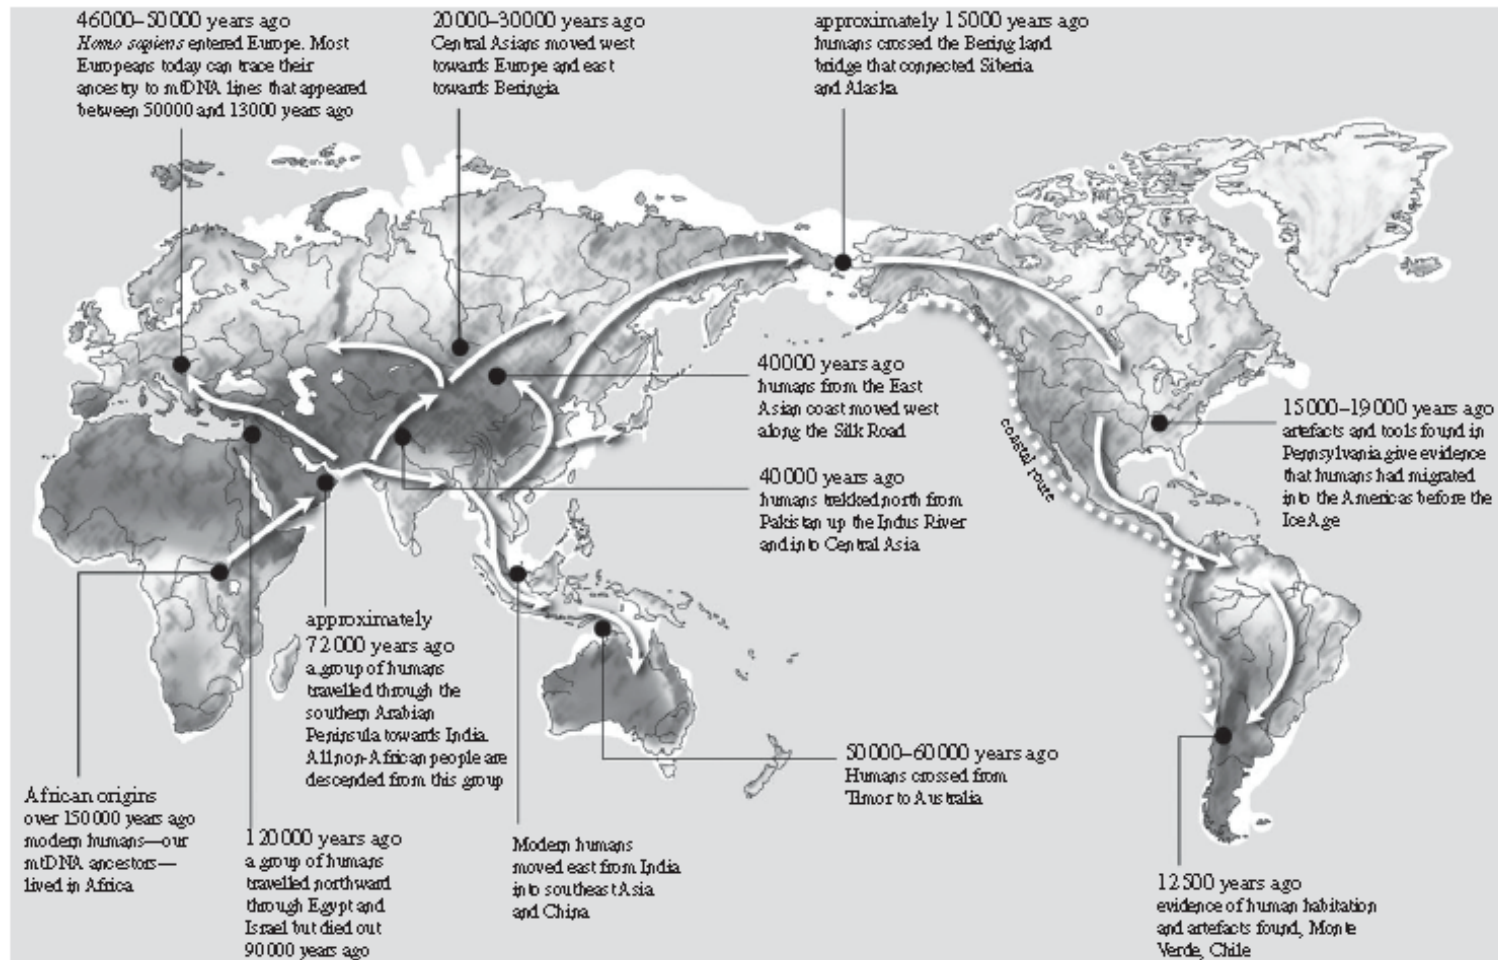 46000–50000 years ago
Homo sapiens entered Europe. Most
Europeans today can trace their
ancestry to mtDNA lines that appeared
between 50000 and 13000 years ago
20000–30000 years ago
Central Asians moved west
towards Europe and east
towards Beringia
approximately 15000 years ago
humans crossed the Bering land
bridge that connected Siberia
and Alaska
40000 years ago
humans from the East
Asian coast moved west
along the Silk Road
40000 years ago
humans trekked north from
Pakistan up the Indus River
and into Central Asia
coastal route
15000–19000 years ago
artefacts and tools found in
Pennsylvania give evidence
that humans had migrated
into the Americas before the
Ice Age
approximately
72000 years ago
a group of humans
travelled through the
southern Arabian
Peninsula towards India.
All non-African people are
descended from this group
50000–60000 years ago
Humans crossed from
Timor to Australia
African origins
over 150000 years ago
modern humans—our
mtDNA ancestors—
lived in Africa
120000 years ago
a group of humans
travelled northward
through Egypt and
Israel but died out
90000 years ago
Modern humans
moved east from India
into southeast Asia
and China
12500 years ago
evidence of human habitation
and artefacts found, Monte
Verde, Chile